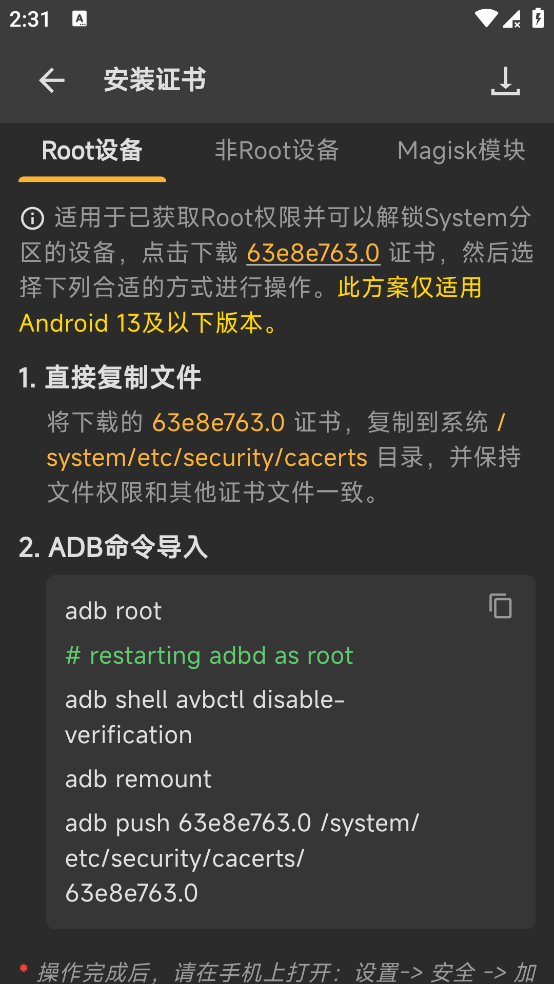 2:31
A
安装证书
Root设备
非Root设备
Magisk模块
适用于已获取Root权限并可以解锁System分
区的设备，点击下载 63e8e763.0 证书，然后选
择下列合适的方式进行操作。此方案仅适用
Android 13及以下版本。
1. 直接复制文件
将下载的 63e8e763.0 证书，复制到系统 /
system/etc/security/cacerts 目录，并保持
文件权限和其他证书文件一致。
2. ADB命令导入
adb root
# restarting adbd as root
adb shell avbctl disable-
verification
adb remount
adb push 63e8e763.0 /system/
etc/security/cacerts/
63e8e763.0
* 操作完成后，请在手机上打开：设置-> 安全 -> 加